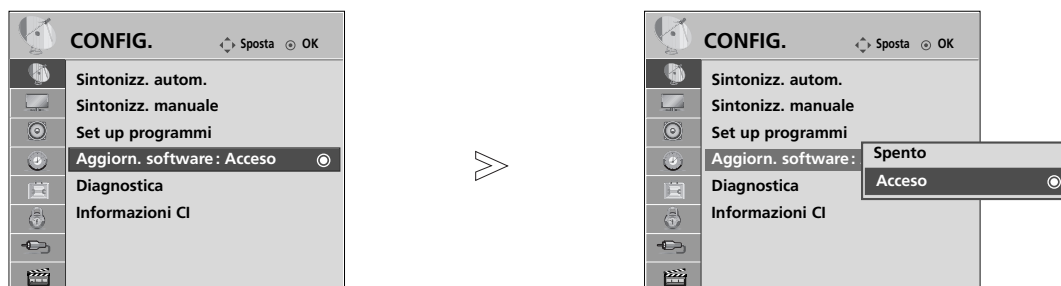 CONFIG. Sposta OK
Sintonizz. autom.
Sintonizz. manuale
Set up programmi
Aggiorn. software: Acceso
Diagnostica
Informazioni CI
CONFIG. Sposta OK
Sintonizz. autom.
Sintonizz. manuale
Set up programmi
Aggiorn. software:
Diagnostica
Informazioni CI
Spento
Acceso